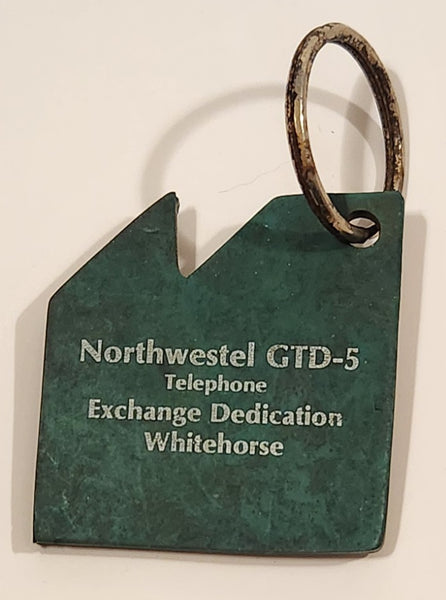 Northwestel GTD-5
Telephone
Exchange Dedication
Whitehorse